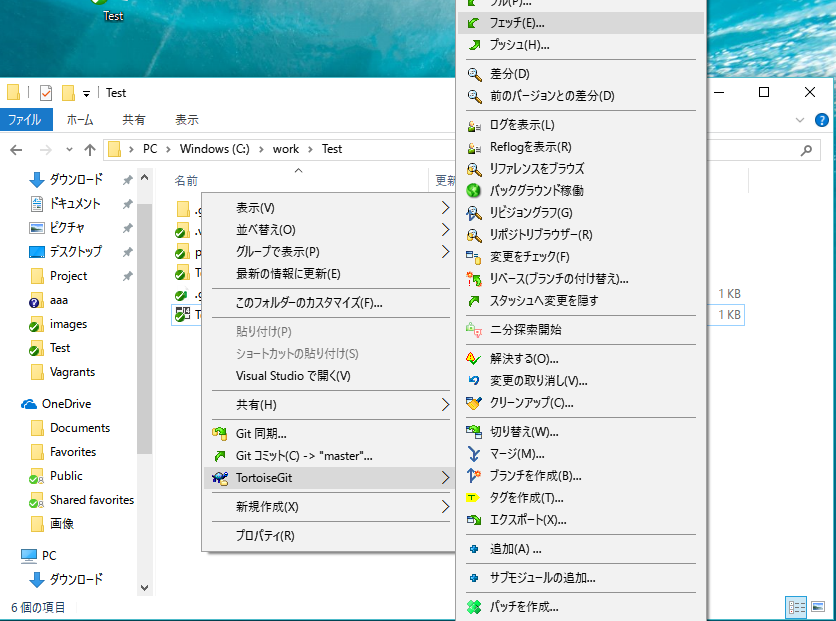 Test
Test
ファイル
ホーム
共有
表示
PC
Windows (C:)
work
Test
ダウンロード
ドキュメント
ピクチャ
デスクトップ
Project
aaa
images
Test
Vagrants
OneDrive
Documents
Favorites
Public
Shared favorites
画像
PC
ダウンロード
6 個の項目
名前
更新
1 KB
1 KB
表示(V)
並べ替え(O)
グループで表示(P)
最新の情報に更新(E)
このフォルダーのカスタマイズ(F)...
貼り付け(P)
ショートカットの貼り付け(S)
Visual Studio で開く(V)
共有(H)
Git 同期...
Git コミット(C) -> "master"...
TortoiseGit
新規作成(X)
プロパティ(R)
プル(P)...
フェッチ(E)...
プッシュ(H)...
差分(D)
前のバージョンとの差分(D)
ログを表示(L)
Reflogを表示(R)
リファレンスをブラウズ
バックグラウンド稼働
リビジョングラフ(G)
リポジトリブラウザー(R)
変更をチェック(F)
リベース(ブランチの付け替え)...
スタッシュへ変更を隠す
二分探索開始
解決する(O)...
変更の取り消し(V)...
クリーンアップ(C)...
切り替え(W)...
マージ(M)...
ブランチを作成(B)...
タグを作成(T)...
エクスポート(X)...
追加(A) ...
サブモジュールの追加...
パッチを作成...